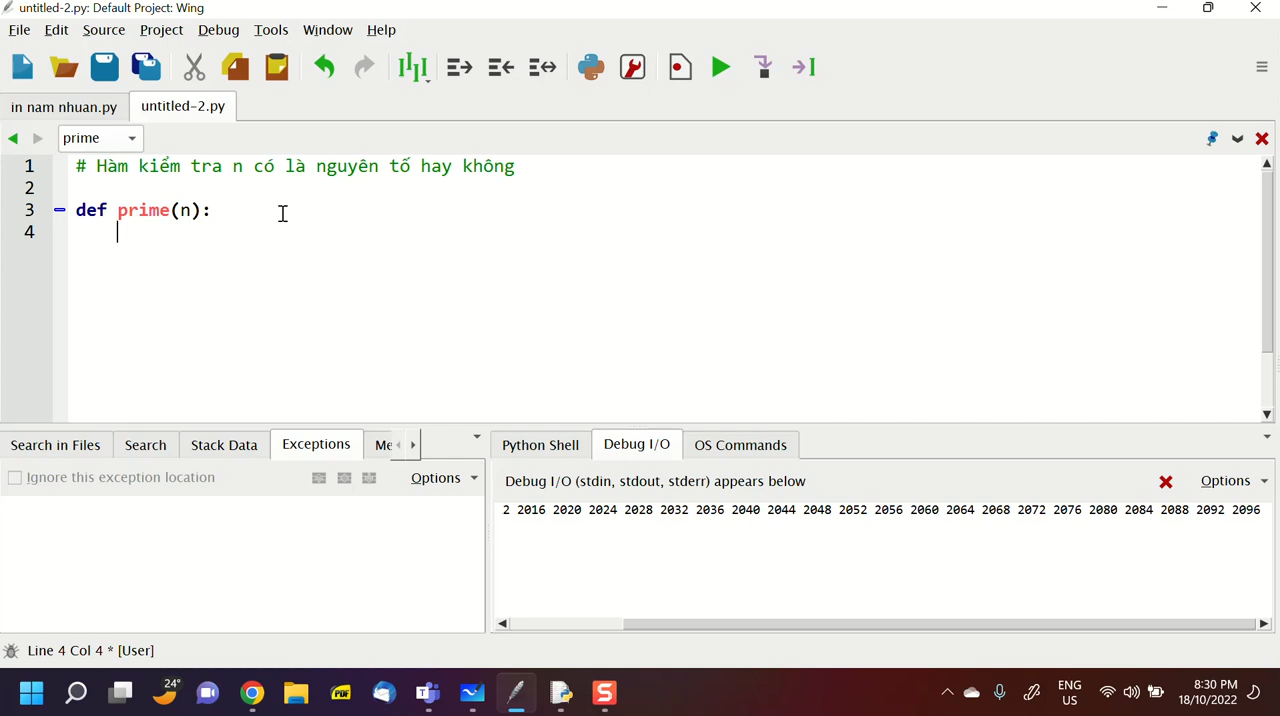 untitled-2.py: Default Project: Wing
File Edit Source Project Debug Tools Window Help
in nam nhuan.py untitled-2.py
prime
1 # Hàm kiểm tra n có là nguyên tố hay không
2
3 def prime(n):
4
Search in Files Search Stack Data Exceptions Me
Python Shell Debug I/O OS Commands
Ignore this exception location Options
Debug I/O (stdin, stdout, stderr) appears below Options
2 2016 2020 2024 2028 2032 2036 2040 2044 2048 2052 2056 2060 2064 2068 2072 2076 2080 2084 2088 2092 2096
Line 4 Col 4 * [User]
24°
PDF
S
ENG
US
8:30 PM
18/10/2022